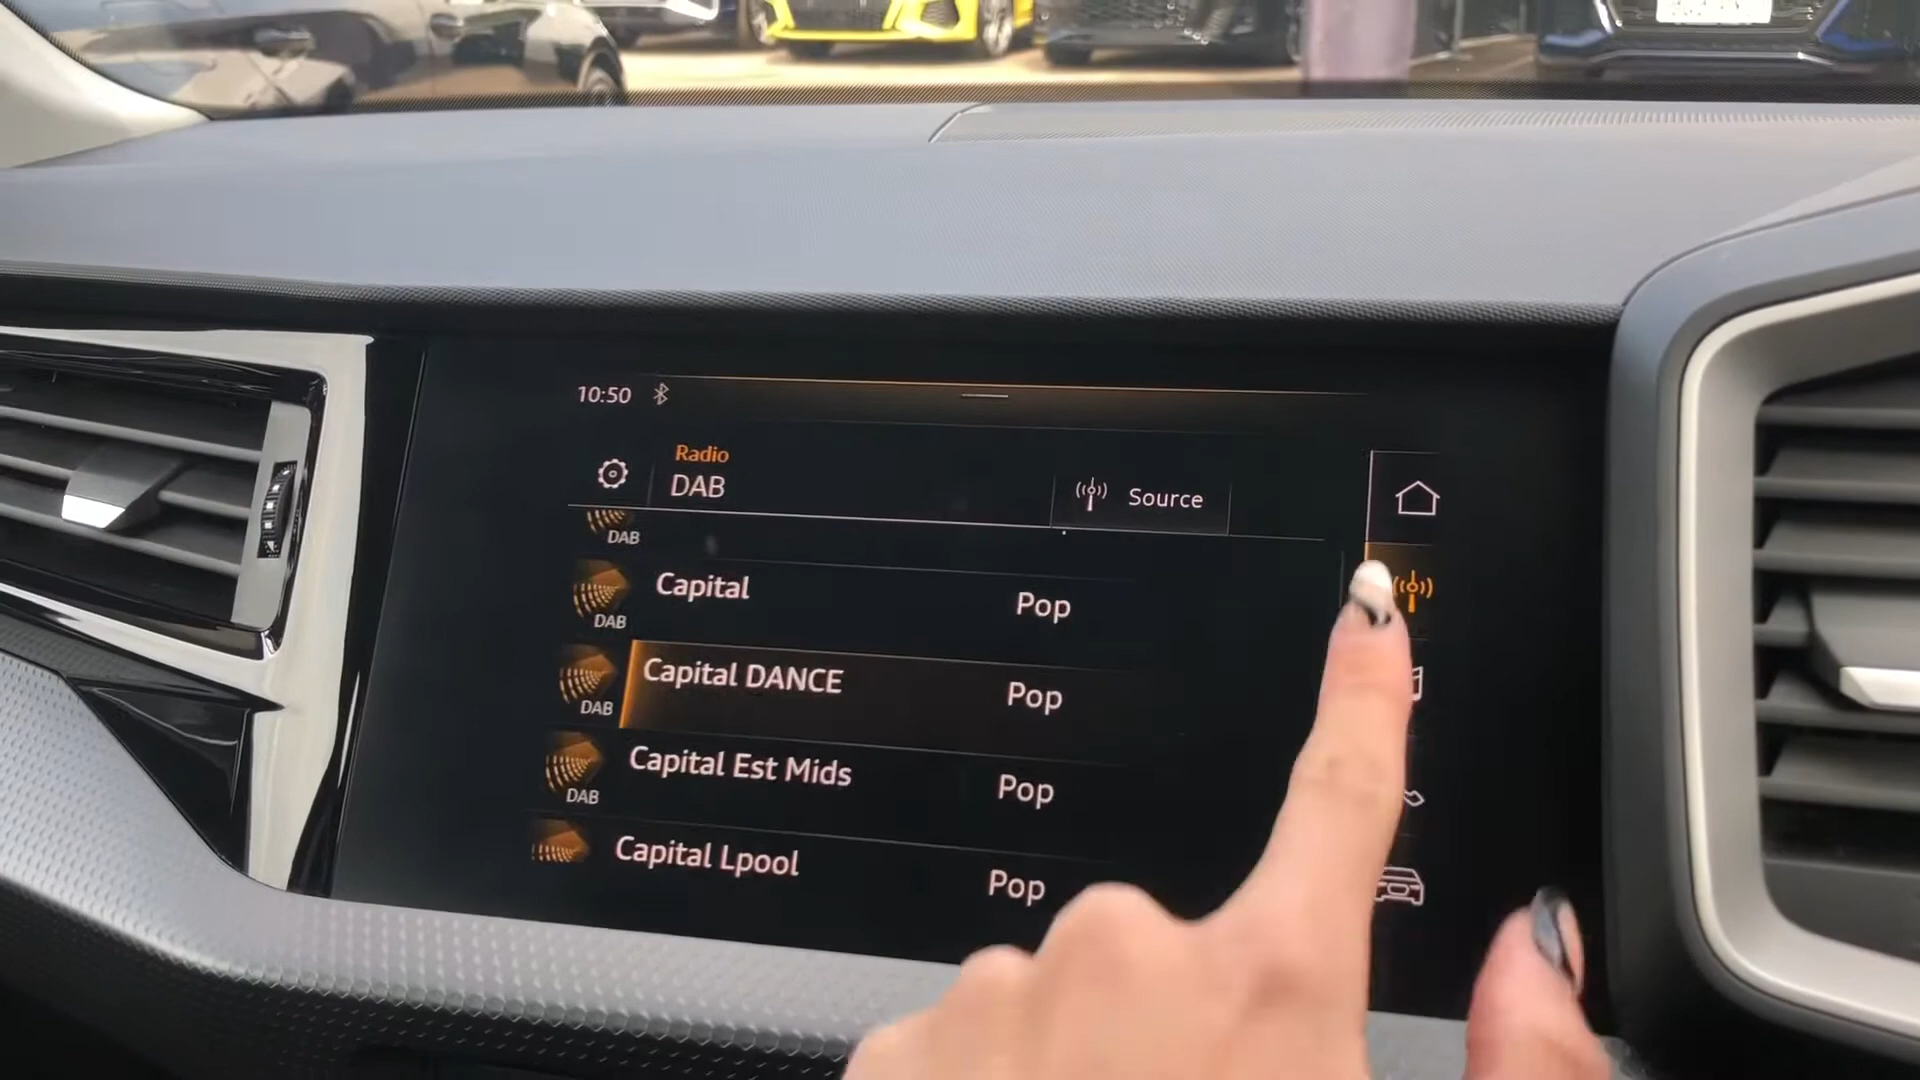 10:50
Radio
DAB
Source
DAB
Capital
Pop
DAB
Capital DANCE
Pop
DAB
Capital Est Mids
Pop
DAB
Capital Lpool
Pop